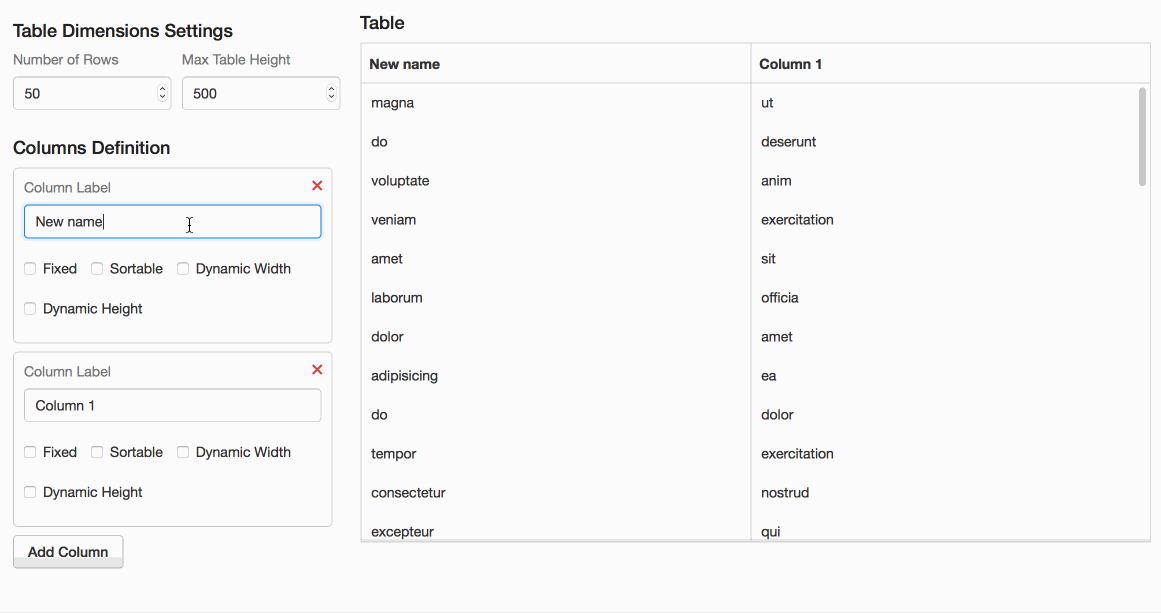 Table Dimensions Settings
Number of Rows
Max Table Height
50
500
Columns Definition
Column Label
New name
Fixed
Sortable
Dynamic Width
Dynamic Height
Column Label
Column 1
Fixed
Sortable
Dynamic Width
Dynamic Height
Add Column
Table
New name Column 1
magna ut
do deserunt
voluptate anim
veniam exercitation
amet sit
laborum officia
dolor amet
adipisicing ea
do dolor
tempor exercitation
consectetur nostrud
excepteur qui